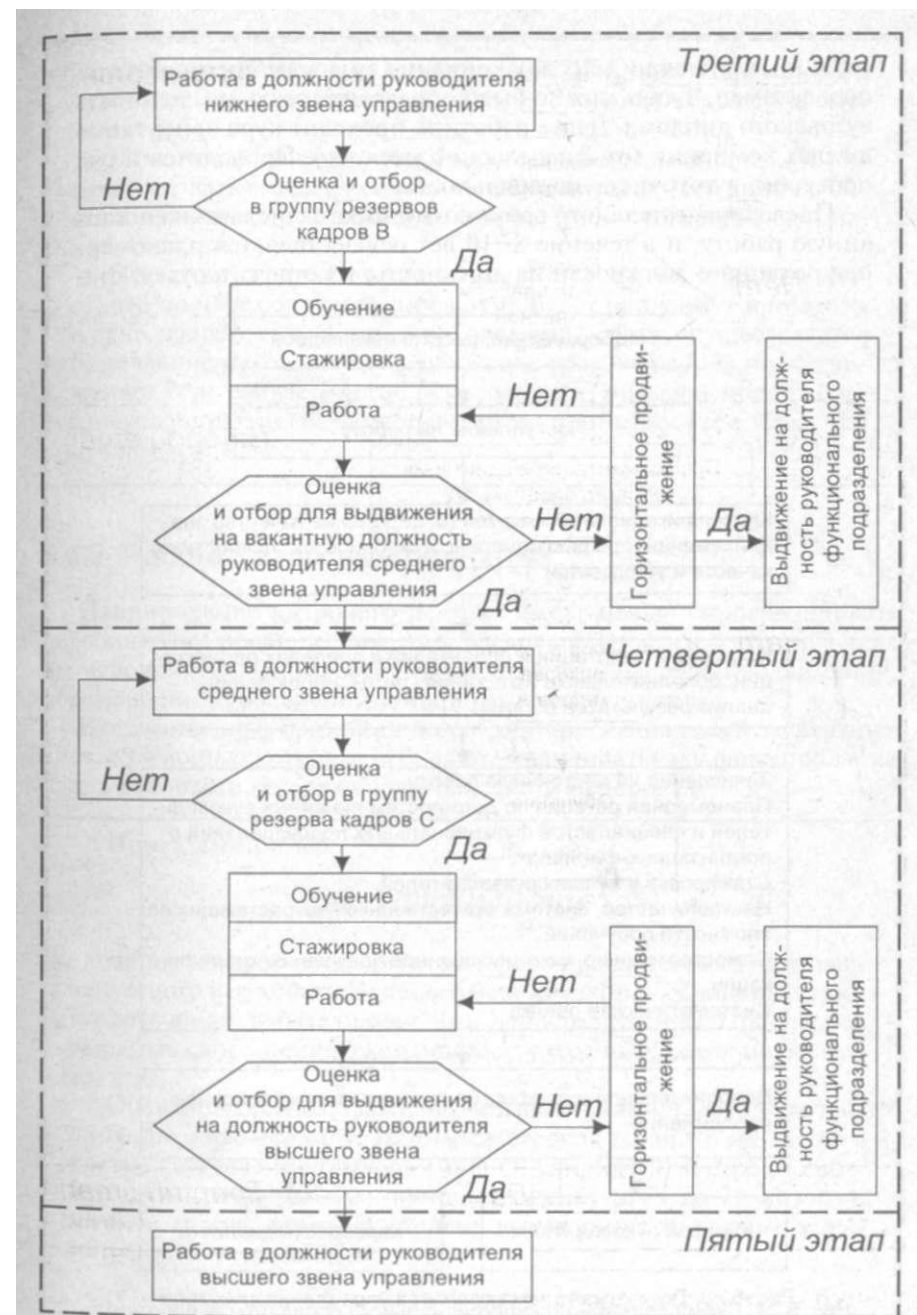 Третий этап
Работа в должности руководителя
нижнего звена управления
Нет
Оценка и отбор
в группу резервов
кадров В
Да
Обучение
Стажировка
Работа
Нет
Оценка
и отбор для выдвижения
на вакантную должность
руководителя среднего
звена управления
Нет
Да
Горизонтальное продви-
жение
Да
Выдвижение на долж-
ность руководителя
функционального
подразделения
Четвертый этап
Работа в должности руководителя
среднего звена управления
Нет
Оценка
и отбор в группу
резерва кадров С
Да
Обучение
Стажировка
Работа
Нет
Оценка
и отбор для выдвижения
на должность руководителя
высшего звена
управления
Нет
Да
Горизонтальное продви-
жение
Да
Выдвижение на долж-
ность руководителя
функционального
подразделения
Пятый этап
Работа в должности руководителя
высшего звена управления